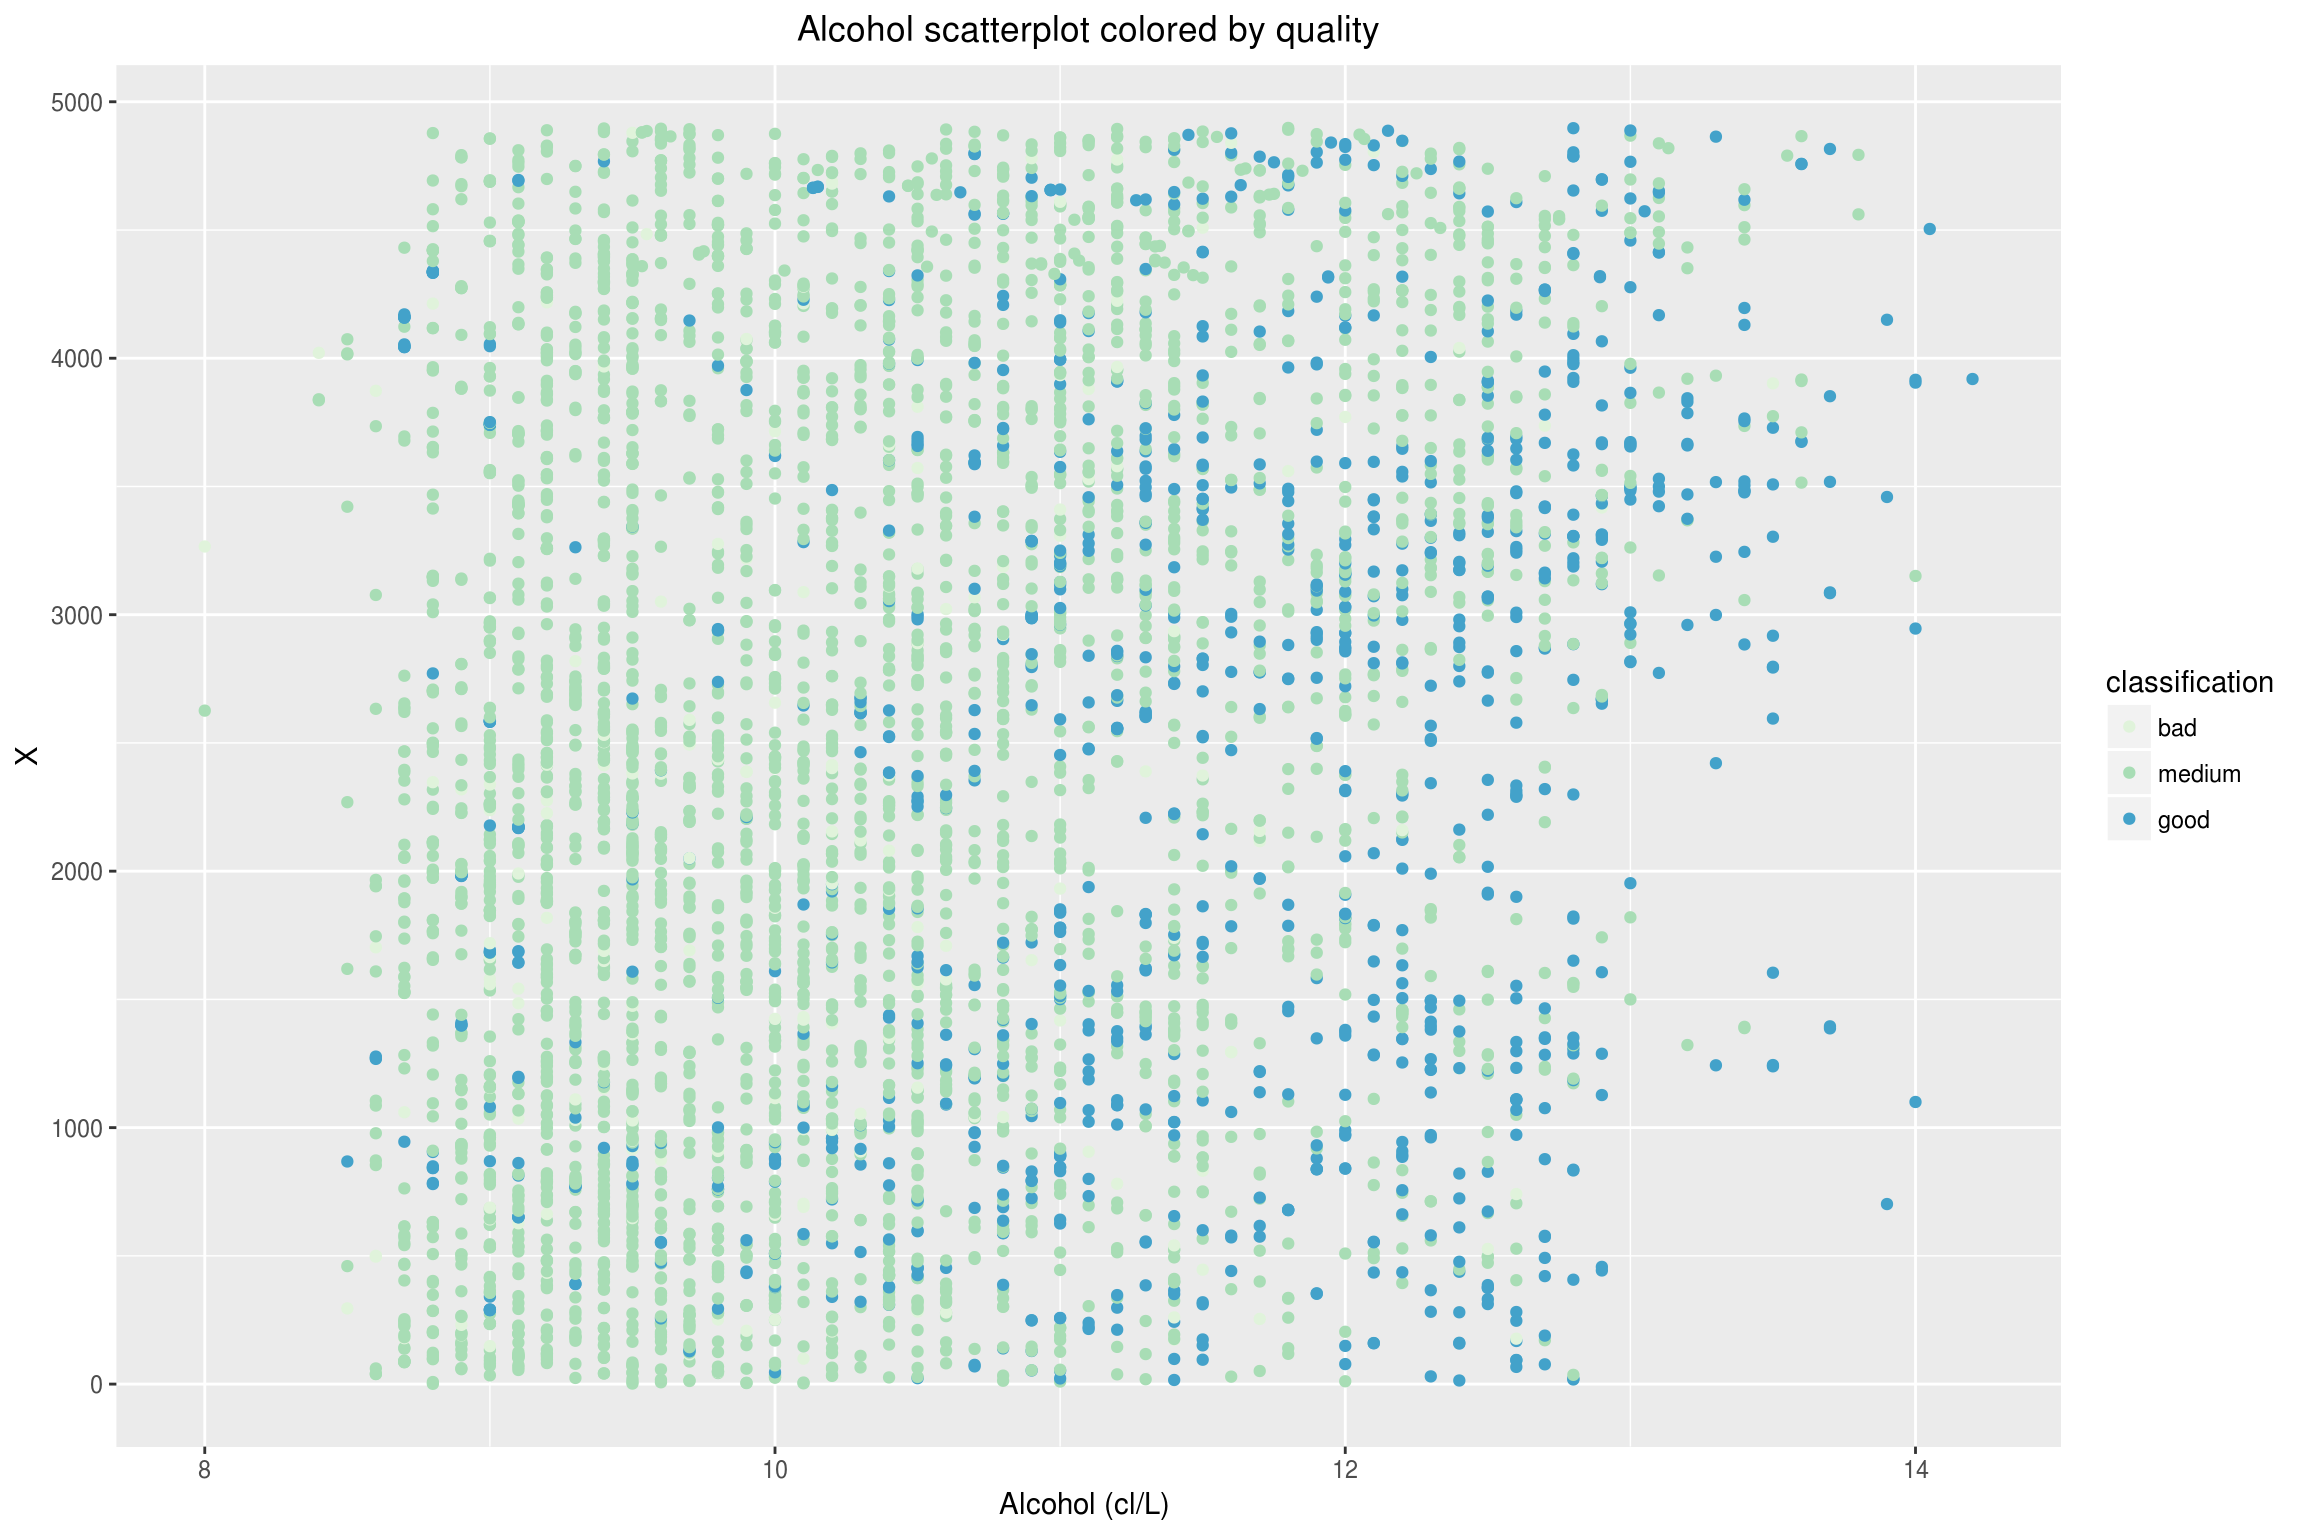 Alcohol scatterplot colored by quality
5000
4000
3000
2000
1000
0
X
8 10 12 14
Alcohol (cl/L)
classification
bad
medium
good